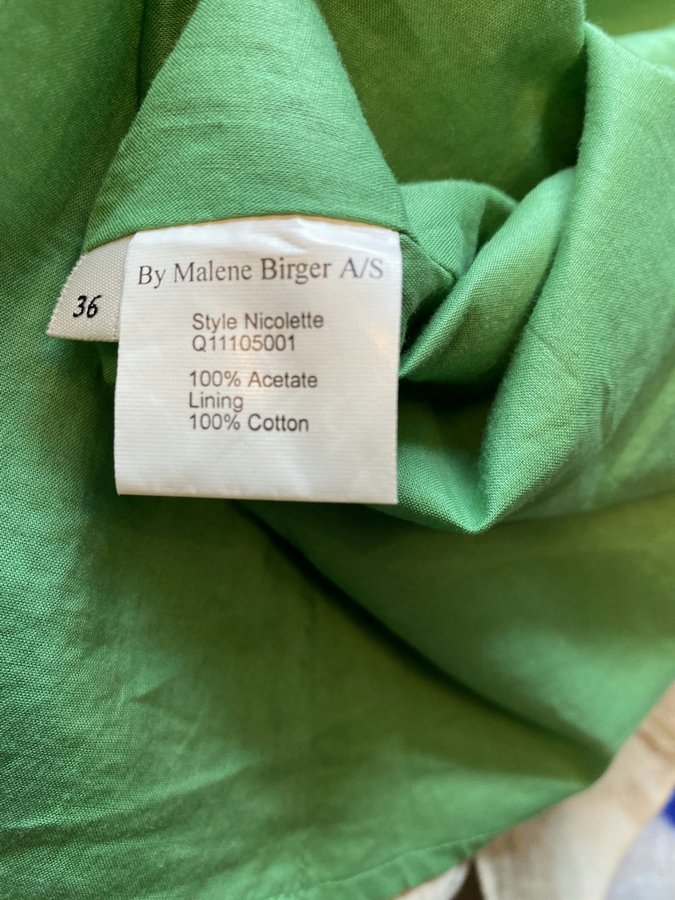 By Malene Birger A/S
36
Style Nicolette
Q11105001
100% Acetate
Lining
100% Cotton